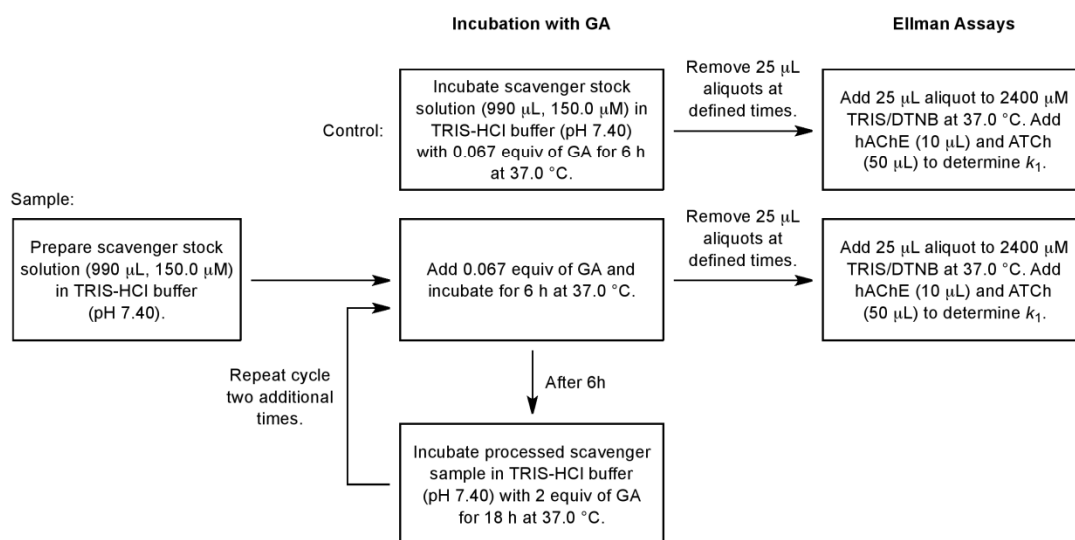 Incubation with GA
Ellman Assays
Control:
Incubate scavenger stock
solution (990 μL, 150.0 μM) in
TRIS-HCl buffer (pH 7.40)
with 0.067 equiv of GA for 6 h
at 37.0 °C.
Remove 25 μL
aliquots at
defined times.
Add 25 μL aliquot to 2400 μM
TRIS/DTNB at 37.0 °C. Add
hAChE (10 μL) and ATCh
(50 μL) to determine k₁.
Sample:
Prepare scavenger stock
solution (990 μL, 150.0 μM)
in TRIS-HCl buffer
(pH 7.40).
Add 0.067 equiv of GA and
incubate for 6 h at 37.0 °C.
Remove 25 μL
aliquots at
defined times.
Add 25 μL aliquot to 2400 μM
TRIS/DTNB at 37.0 °C. Add
hAChE (10 μL) and ATCh
(50 μL) to determine k₁.
Repeat cycle
two additional
times.
After 6h
Incubate processed scavenger
sample in TRIS-HCl buffer
(pH 7.40) with 2 equiv of GA
for 18 h at 37.0 °C.